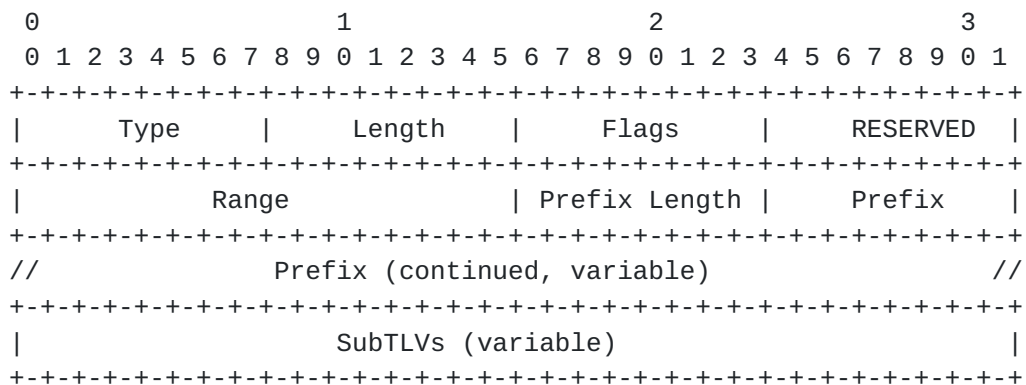 0                   1                   2                   3
 0 1 2 3 4 5 6 7 8 9 0 1 2 3 4 5 6 7 8 9 0 1 2 3 4 5 6 7 8 9 0 1
+-+-+-+-+-+-+-+-+-+-+-+-+-+-+-+-+-+-+-+-+-+-+-+-+-+-+-+-+-+-+-+-+
|      Type     |     Length    |     Flags     |     RESERVED  |
+-+-+-+-+-+-+-+-+-+-+-+-+-+-+-+-+-+-+-+-+-+-+-+-+-+-+-+-+-+-+-+-+
|            Range              | Prefix Length |     Prefix    |
+-+-+-+-+-+-+-+-+-+-+-+-+-+-+-+-+-+-+-+-+-+-+-+-+-+-+-+-+-+-+-+-+
//               Prefix (continued, variable)                  //
+-+-+-+-+-+-+-+-+-+-+-+-+-+-+-+-+-+-+-+-+-+-+-+-+-+-+-+-+-+-+-+-+
|                    SubTLVs (variable)                         |
+-+-+-+-+-+-+-+-+-+-+-+-+-+-+-+-+-+-+-+-+-+-+-+-+-+-+-+-+-+-+-+-+